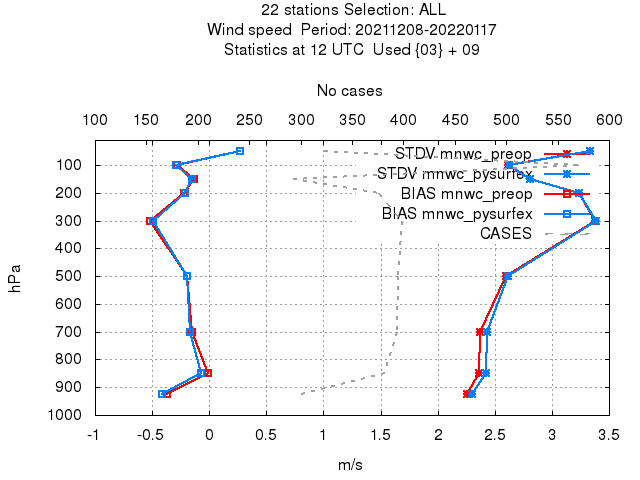 22 stations Selection: ALL
Wind speed  Period: 20211208-20220117
Statistics at 12 UTC  Used {03} + 09
No cases
100 150 200 250 300 350 400 450 500 550 600
STDV mnwc_preop
STDV mnwc_pysurfex
BIAS mnwc_preop
BIAS mnwc_pysurfex
CASES
100
200
300
400
500
600
700
800
900
1000
hPa
-1 -0.5 0 0.5 1 1.5 2 2.5 3 3.5
m/s